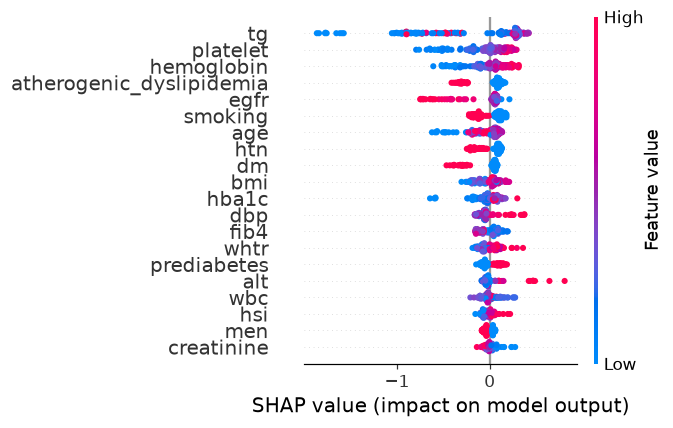 High
tg
platelet
hemoglobin
atherogenic_dyslipidemia
egfr
smoking
age
htn
dm
bmi
hba1c
dbp
fib4
whtr
prediabetes
alt
wbc
hsi
men
creatinine
Feature value
Low
−1 0
SHAP value (impact on model output)